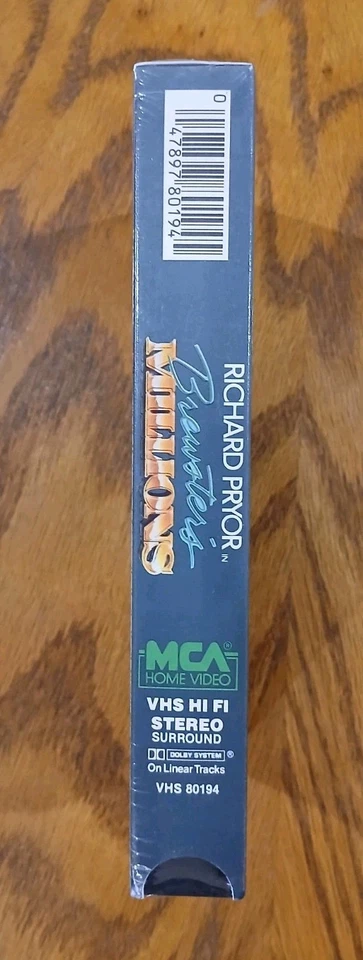 0
47897 80194
RICHARD PRYOR
IN
Brewster's
MILLIONS
MCA®
HOME VIDEO
VHS HI FI
STEREO
SURROUND
DOLBY SYSTEM ®
On Linear Tracks
VHS 80194